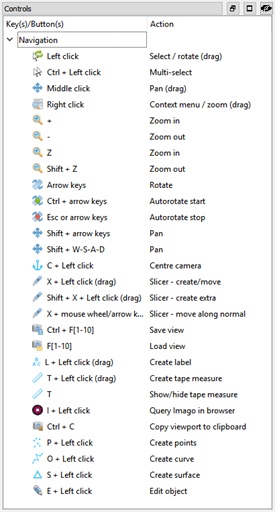 Controls
Key(s)/Button(s) Action
Navigation
Left click Select / rotate (drag)
Ctrl + Left click Multi-select
Middle click Pan (drag)
Right click Context menu / zoom (drag)
+ Zoom in
- Zoom out
Z Zoom in
Shift + Z Zoom out
Arrow keys Rotate
Ctrl + arrow keys Autorotate start
Esc or arrow keys Autorotate stop
Shift + arrow keys Pan
Shift + W-S-A-D Pan
C + Left click Centre camera
X + Left click (drag) Slicer - create/move
Shift + X + Left click (drag) Slicer - create extra
X + mouse wheel/arrow k... Slicer - move along normal
Ctrl + F[1-10] Save view
F[1-10] Load view
L + Left click (drag) Create label
T + Left click (drag) Create tape measure
T Show/hide tape measure
I + Left click Query Imago in browser
Ctrl + C Copy viewport to clipboard
P + Left click Create points
O + Left click Create curve
S + Left click Create surface
E + Left click Edit object